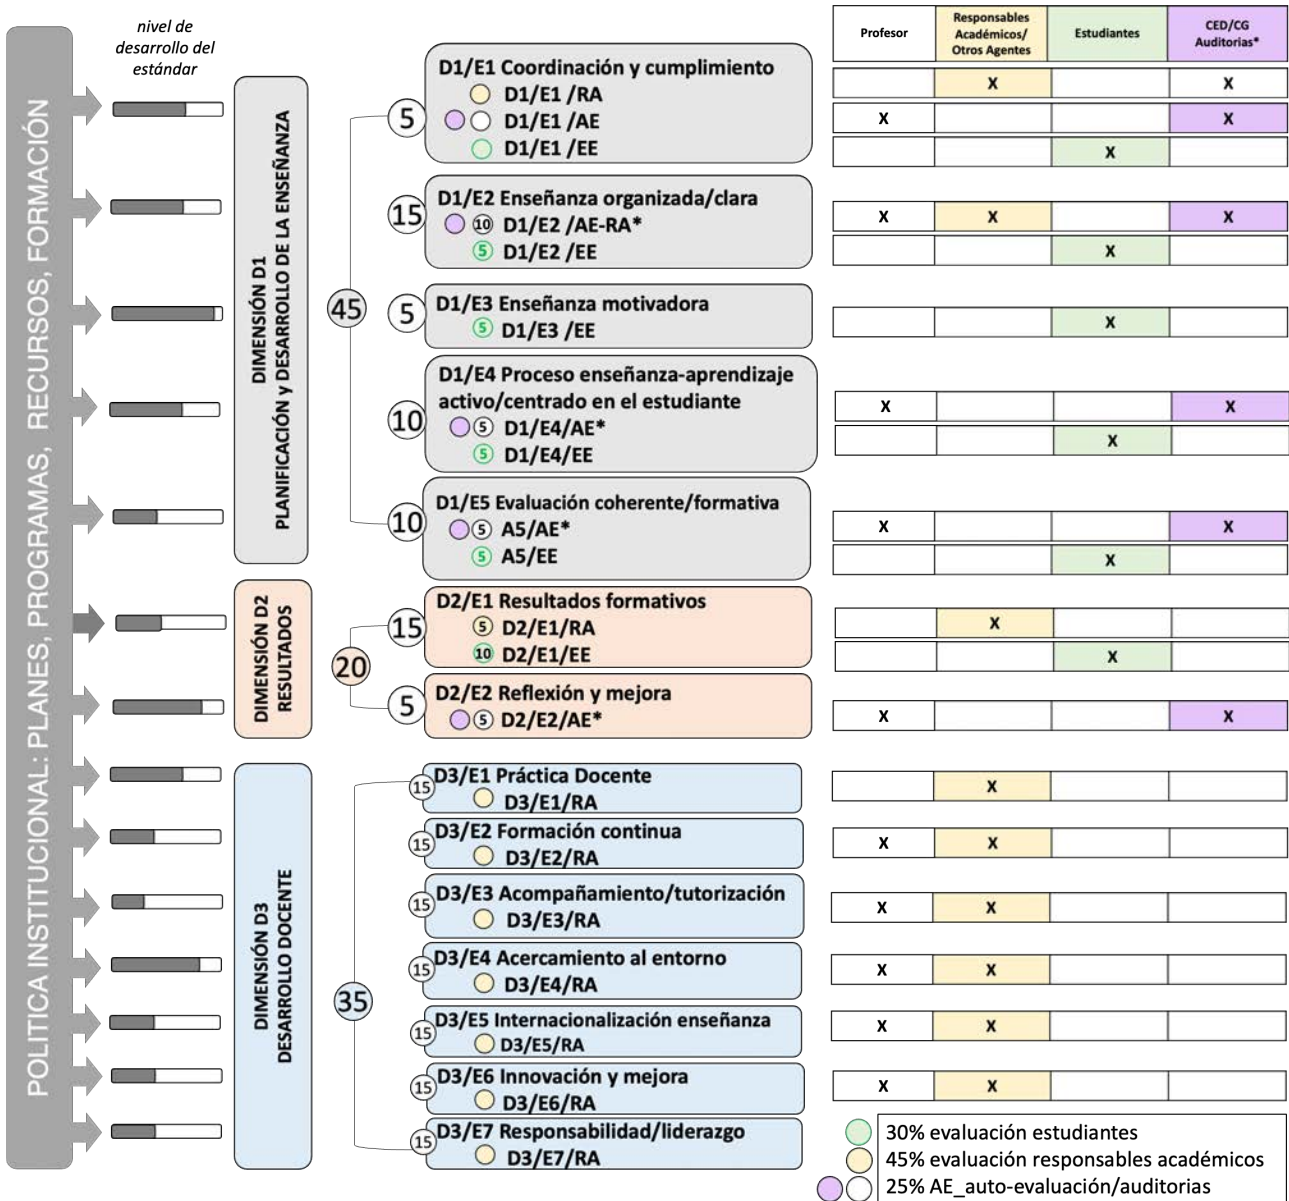 POLITICA INSTITUCIONAL: PLANES, PROGRAMAS, RECURSOS, FORMACIÓN
nivel de
desarrollo del
estándar
Profesor
Responsables
Académicos/
Otros Agentes
Estudiantes
CED/CG
Auditorias*
DIMENSIÓN D1
PLANIFICACIÓN y DESARROLLO DE LA ENSEÑANZA
45
5
D1/E1 Coordinación y cumplimiento
D1/E1 /RA
X X
D1/E1 /AE
X X
D1/E1 /EE
X
15
D1/E2 Enseñanza organizada/clara
10 D1/E2 /AE-RA*
X X X
5 D1/E2 /EE
X
5
D1/E3 Enseñanza motivadora
5 D1/E3 /EE
X
10
D1/E4 Proceso enseñanza-aprendizaje
activo/centrado en el estudiante
5 D1/E4/AE*
X X
5 D1/E4/EE
X
10
D1/E5 Evaluación coherente/formativa
5 A5/AE*
X X
5 A5/EE
X
DIMENSIÓN D2
RESULTADOS
20
15
D2/E1 Resultados formativos
5 D2/E1/RA
X
10 D2/E1/EE
X
5
D2/E2 Reflexión y mejora
5 D2/E2/AE*
X X
DIMENSIÓN D3
DESARROLLO DOCENTE
35
15
D3/E1 Práctica Docente
D3/E1/RA
X
15
D3/E2 Formación continua
D3/E2/RA
X X
15
D3/E3 Acompañamiento/tutorización
D3/E3/RA
X X
15
D3/E4 Acercamiento al entorno
D3/E4/RA
X X
15
D3/E5 Internacionalización enseñanza
D3/E5/RA
X X
15
D3/E6 Innovación y mejora
D3/E6/RA
X X
15
D3/E7 Responsabilidad/liderazgo
D3/E7/RA
30% evaluación estudiantes
45% evaluación responsables académicos
25% AE_auto-evaluación/auditorias